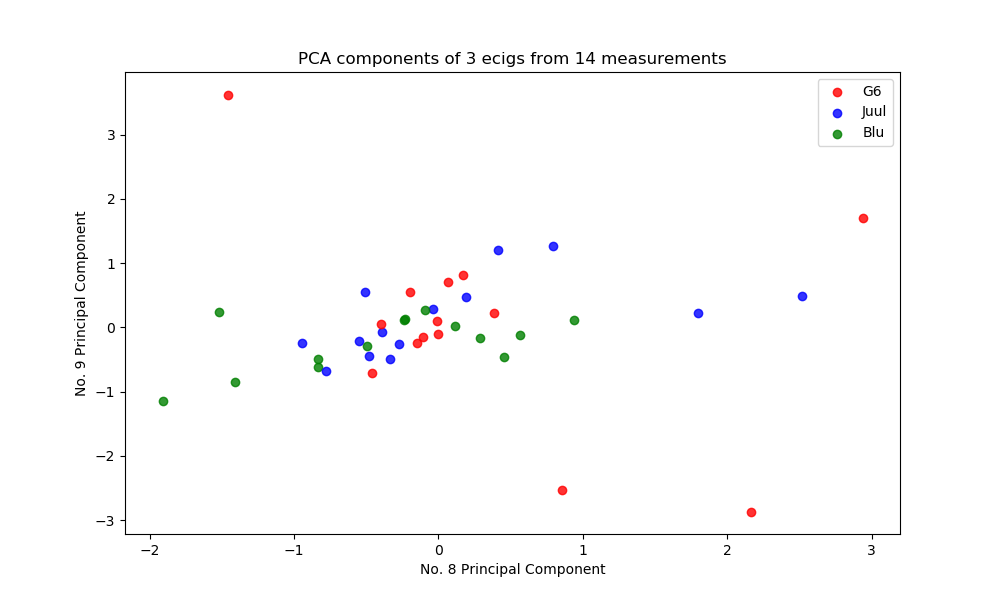 PCA components of 3 ecigs from 14 measurements
G6
Juul
Blu
3
2
1
0
−1
−2
−3
No. 9 Principal Component
−2 −1 0 1 2 3
No. 8 Principal Component